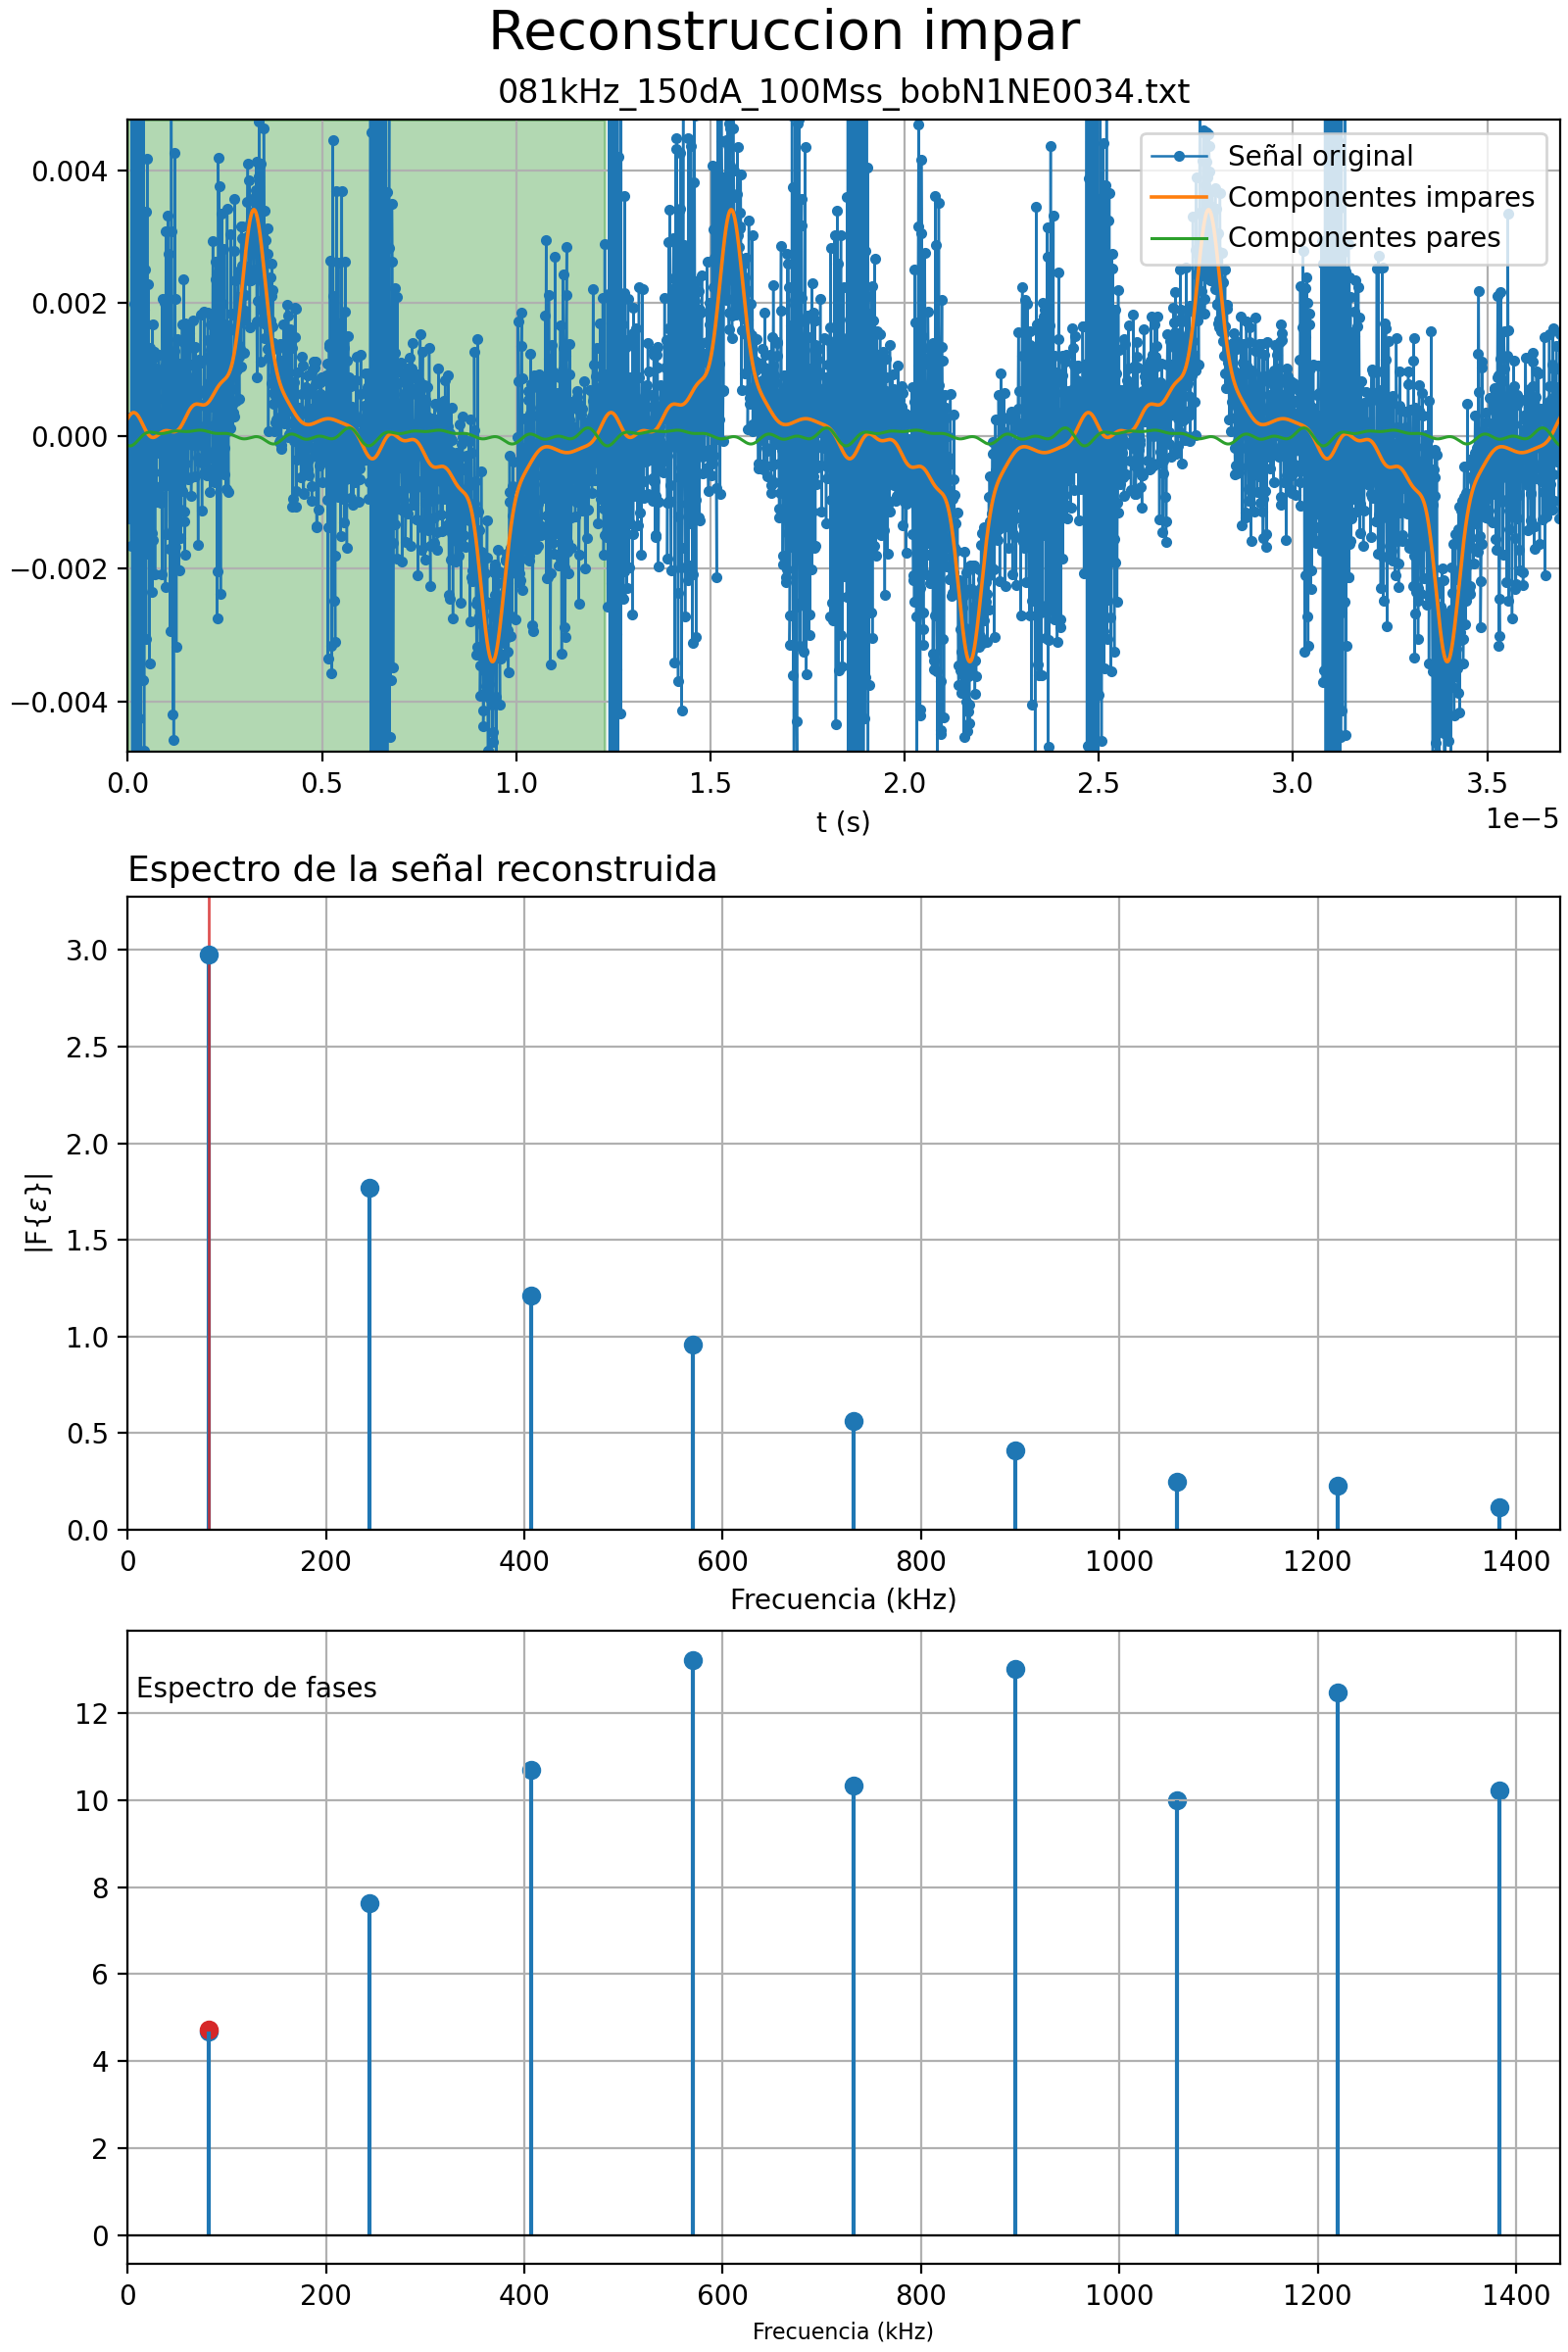 Reconstruccion impar
081kHz_150dA_100Mss_bobN1NE0034.txt
Señal original
Componentes impares
Componentes pares
0.004
0.002
0.000
−0.002
−0.004
0.0 0.5 1.0 1.5 2.0 2.5 3.0 3.5
1e−5
t (s)
Espectro de la señal reconstruida
3.0
2.5
2.0
1.5
1.0
0.5
0.0
|F{ε}|
0 200 400 600 800 1000 1200 1400
Frecuencia (kHz)
Espectro de fases
12
10
8
6
4
2
0
0 200 400 600 800 1000 1200 1400
Frecuencia (kHz)